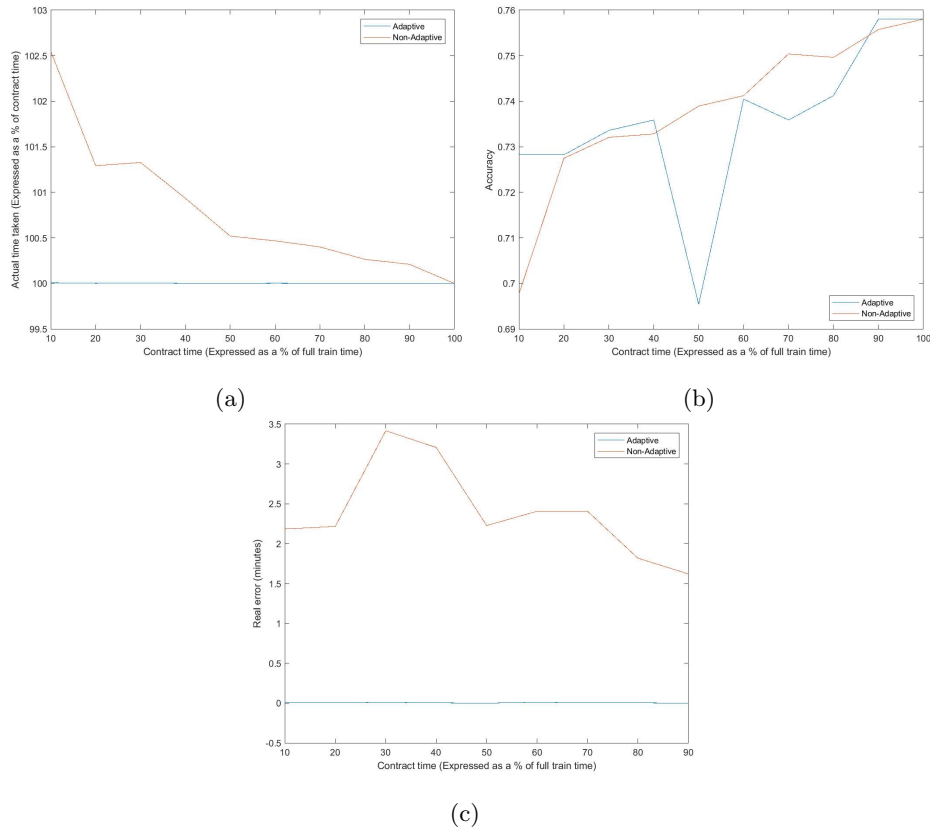 103
102.5
102
101.5
101
100.5
100
99.5
Actual time taken (Expressed as a % of contract time)
Adaptive
Non-Adaptive
10 20 30 40 50 60 70 80 90 100
Contract time (Expressed as a % of full train time)
(a)
0.76
0.75
0.74
0.73
0.72
0.71
0.7
0.69
Accuracy
Adaptive
Non-Adaptive
10 20 30 40 50 60 70 80 90 100
Contract time (Expressed as a % of full train time)
(b)
3.5
3
2.5
2
1.5
1
0.5
0
-0.5
Real error (minutes)
Adaptive
Non-Adaptive
10 20 30 40 50 60 70 80 90
Contract time (Expressed as a % of full train time)
(c)